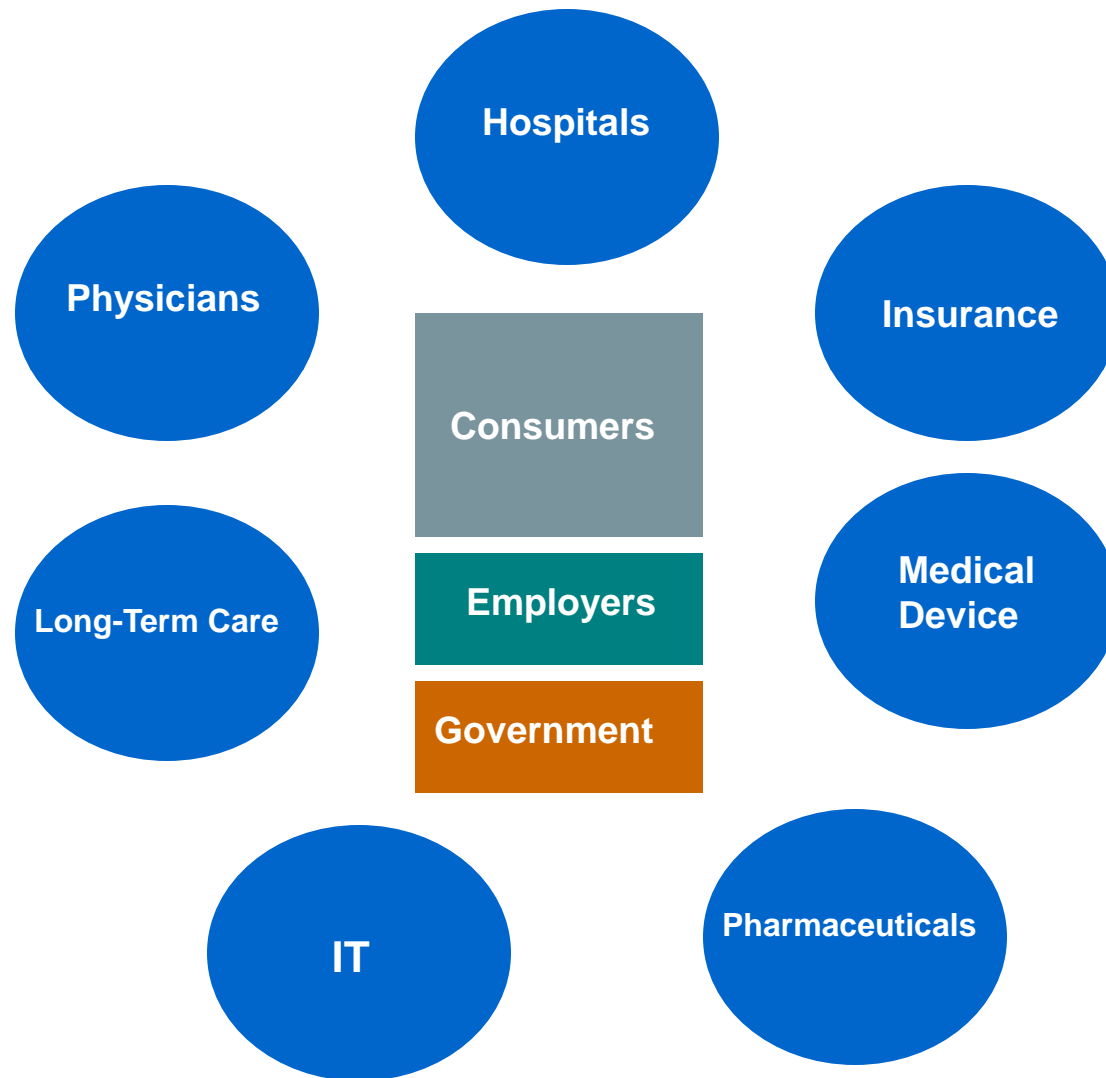 Hospitals
Physicians
Insurance
Consumers
Medical
Device
Employers
Long-Term Care
Government
Pharmaceuticals
IT